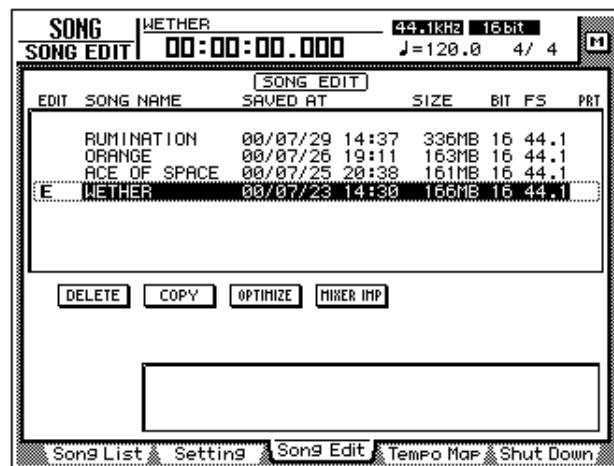 SONG WETHER 44.1kHz 16bit M
SONG EDIT 00:00:00.000 ♩=120.0 4/ 4
SONG EDIT
EDIT SONG NAME SAVED AT SIZE BIT FS PRT
RUMINATION 00/07/29 14:37 336MB 16 44.1
ORANGE 00/07/26 19:11 163MB 16 44.1
ACE OF SPACE 00/07/25 20:38 161MB 16 44.1
E WETHER 00/07/23 14:30 166MB 16 44.1
DELETE COPY OPTIMIZE MIXER IMP
Song List Setting Song Edit Tempo Map Shut Down